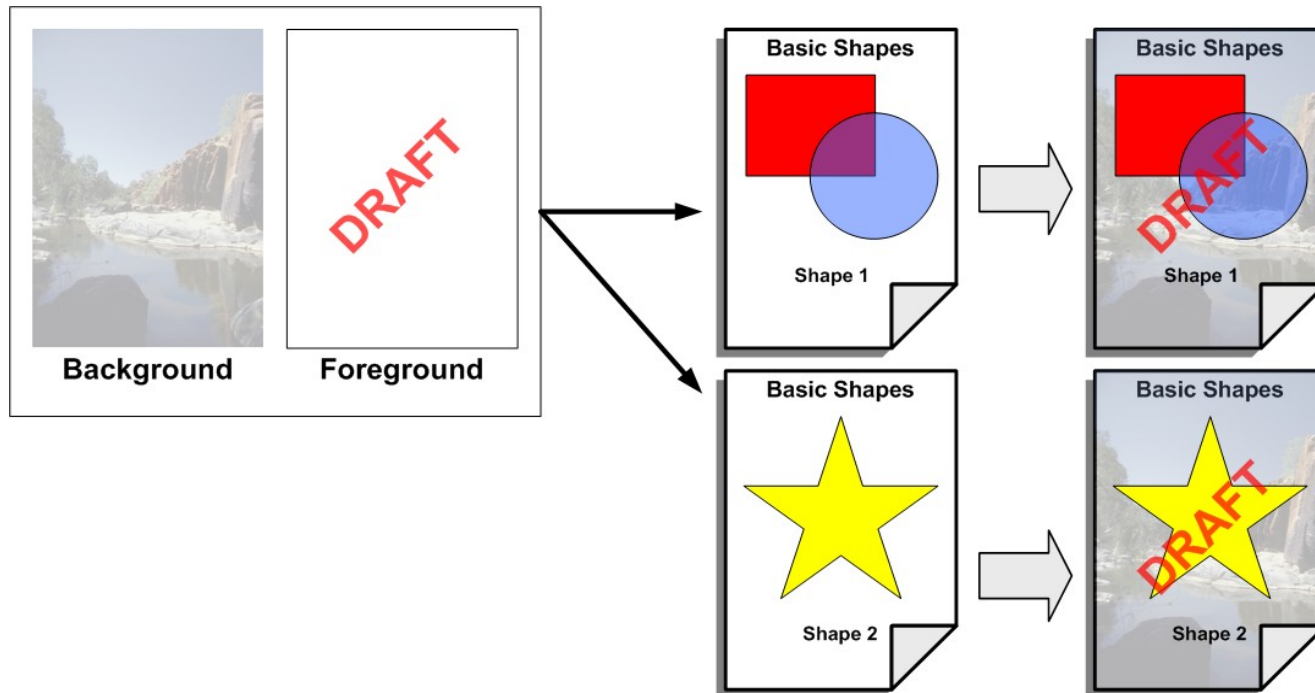 DRAFT
Background
Foreground
Basic Shapes
Shape 1
Basic Shapes
DRAFT
Shape 1
Basic Shapes
Shape 2
Basic Shapes
DRAFT
Shape 2